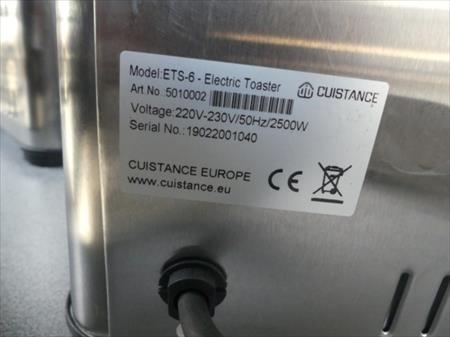 Model:ETS-6 - Electric Toaster
CUISTANCE
Art.No.:5010002
Voltage:220V-230V/50Hz/2500W
Serial No.:19022001040
CUISTANCE EUROPE
www.cuistance.eu
CE